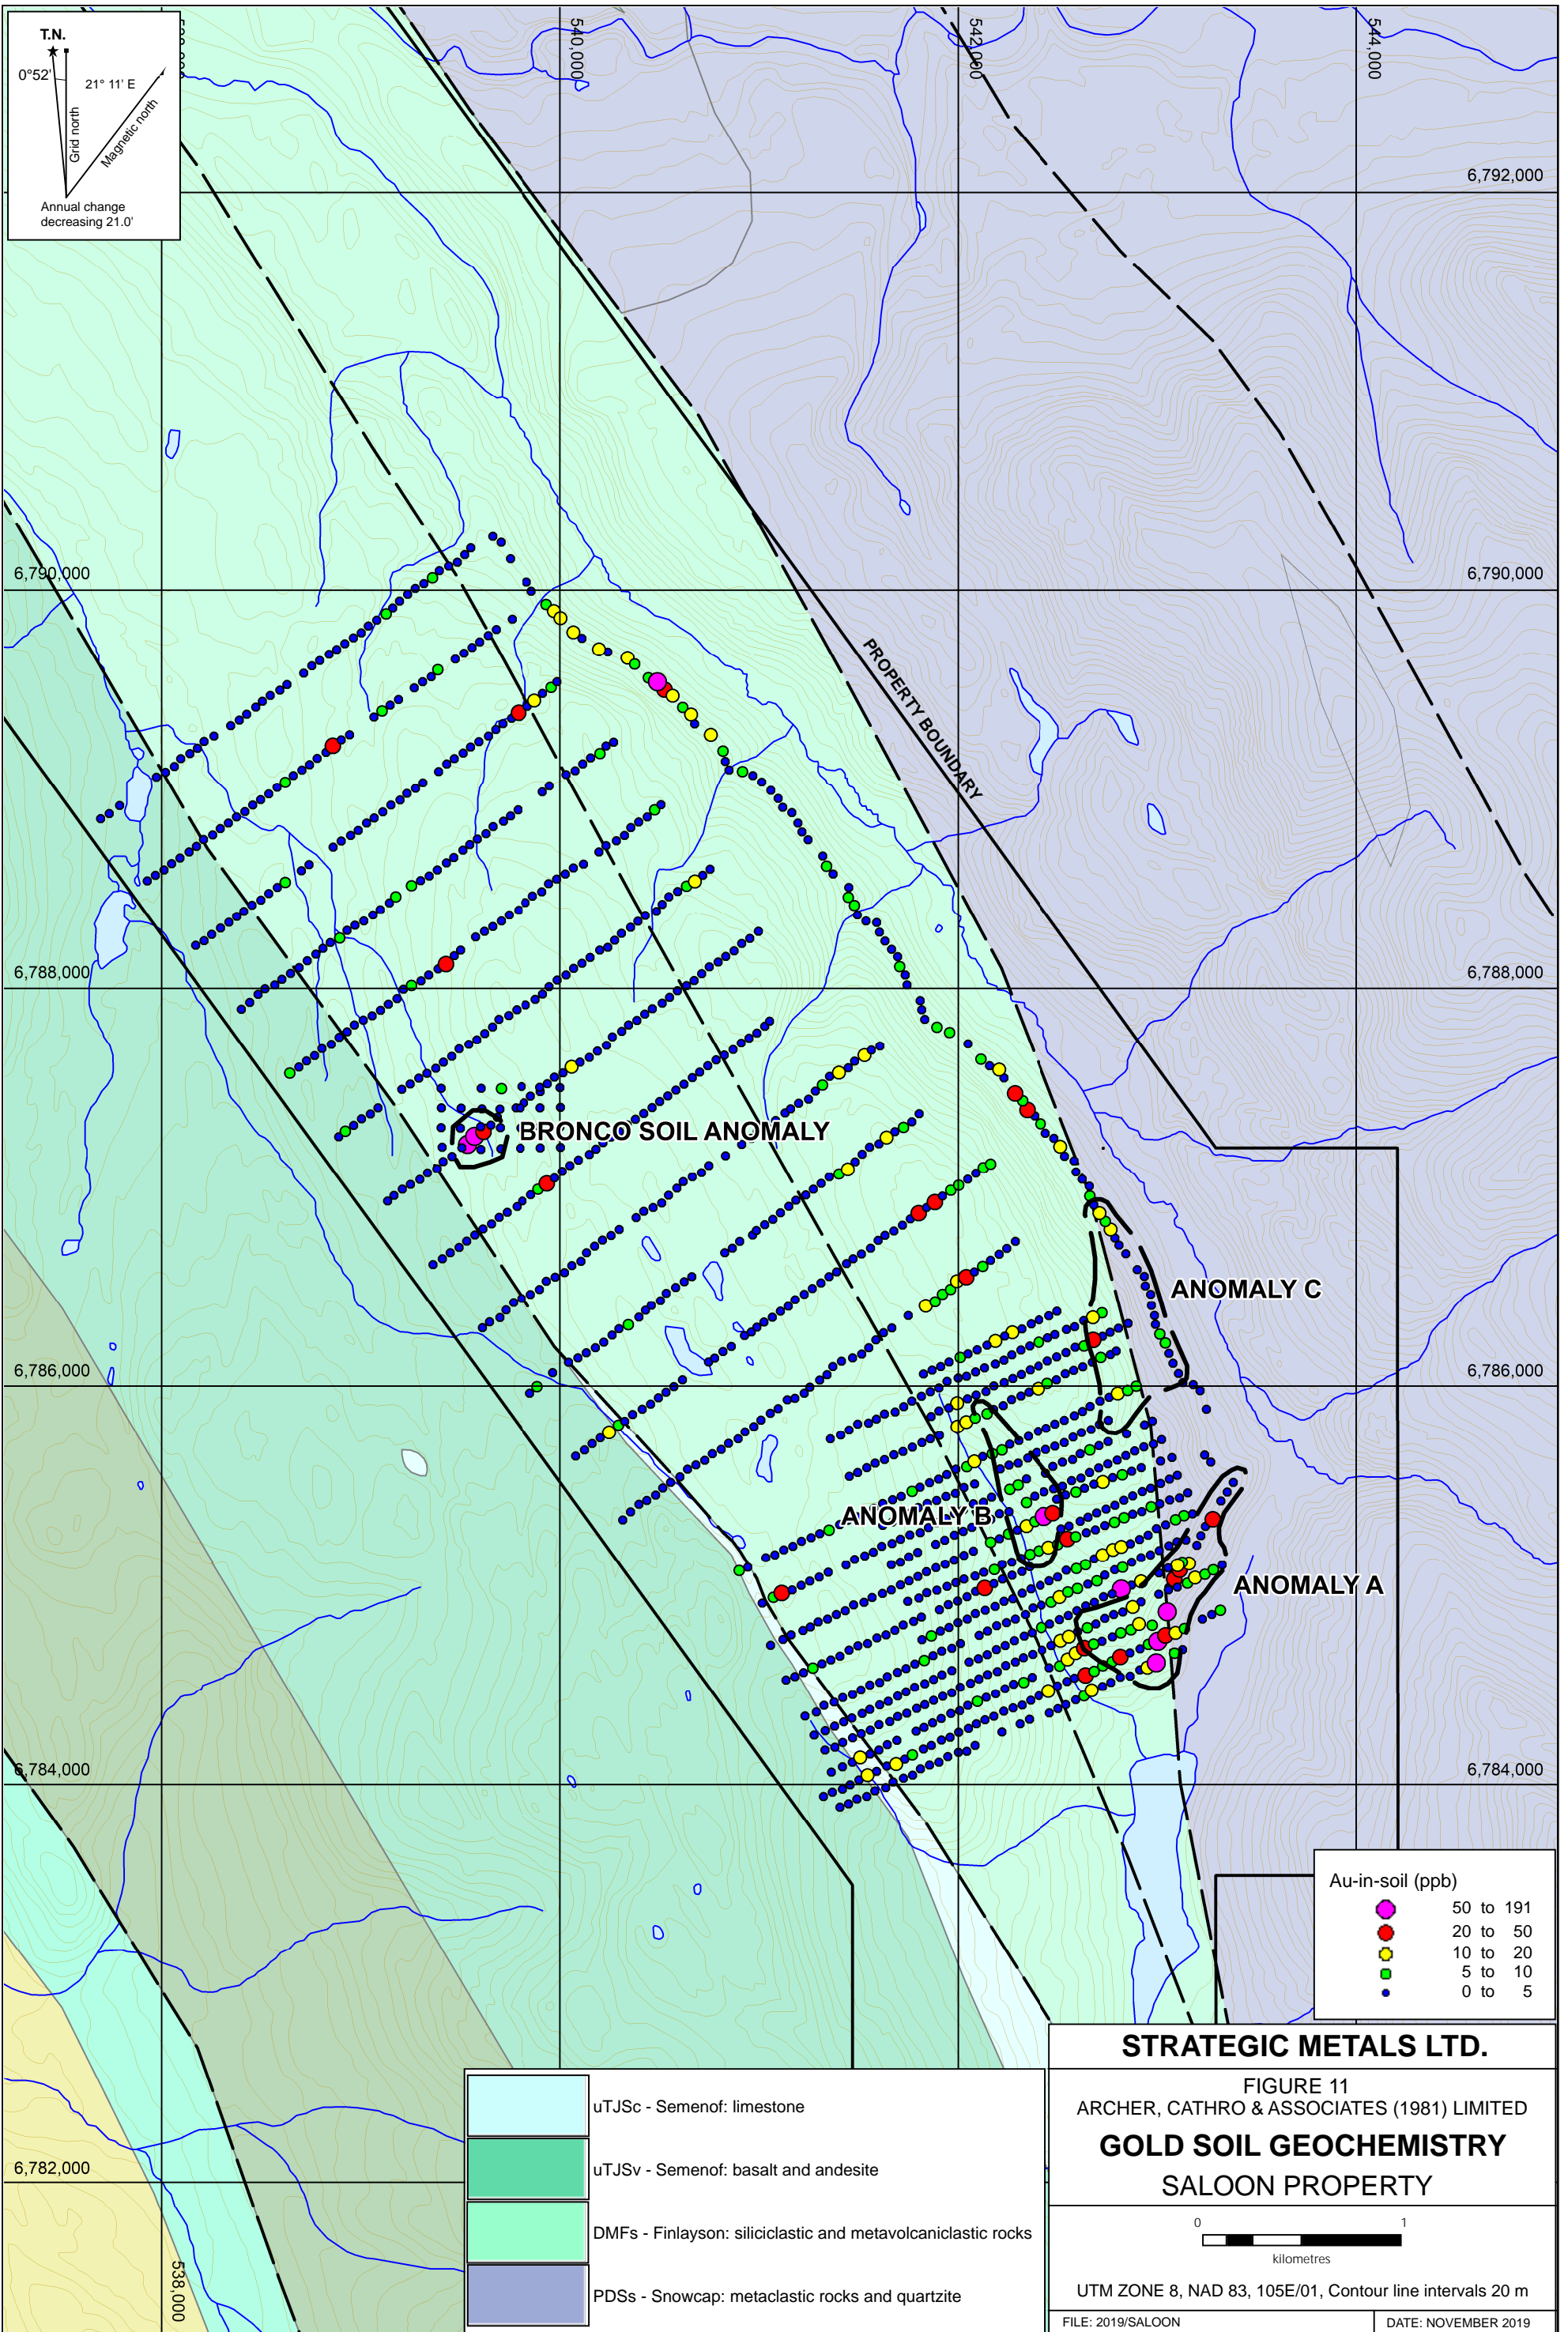 T.N.
0°52'
21° 11' E
Grid north
Magnetic north
Annual change
decreasing 21.0'
540,000
542,000
544,000
6,792,000
6,790,000
6,790,000
PROPERTY BOUNDARY
6,788,000
6,788,000
BRONCO SOIL ANOMALY
ANOMALY C
6,786,000
6,786,000
ANOMALY B
ANOMALY A
6,784,000
6,784,000
Au-in-soil (ppb)
50 to 191
20 to 50
10 to 20
5 to 10
0 to 5
6,782,000
538,000
uTJSc - Semenof: limestone
uTJSv - Semenof: basalt and andesite
DMFs - Finlayson: siliciclastic and metavolcaniclastic rocks
PDSs - Snowcap: metaclastic rocks and quartzite
STRATEGIC METALS LTD.
FIGURE 11
ARCHER, CATHRO & ASSOCIATES (1981) LIMITED
GOLD SOIL GEOCHEMISTRY
SALOON PROPERTY
0 1
kilometres
UTM ZONE 8, NAD 83, 105E/01, Contour line intervals 20 m
FILE: 2019/SALOON
DATE: NOVEMBER 2019